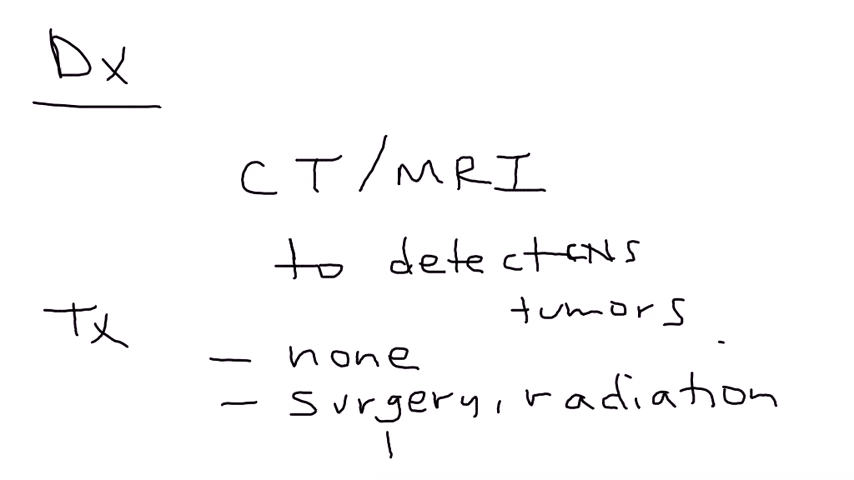 Dx
CT/MRI
to detect CNS
tumors
Tx
- none
- surgery, radiation